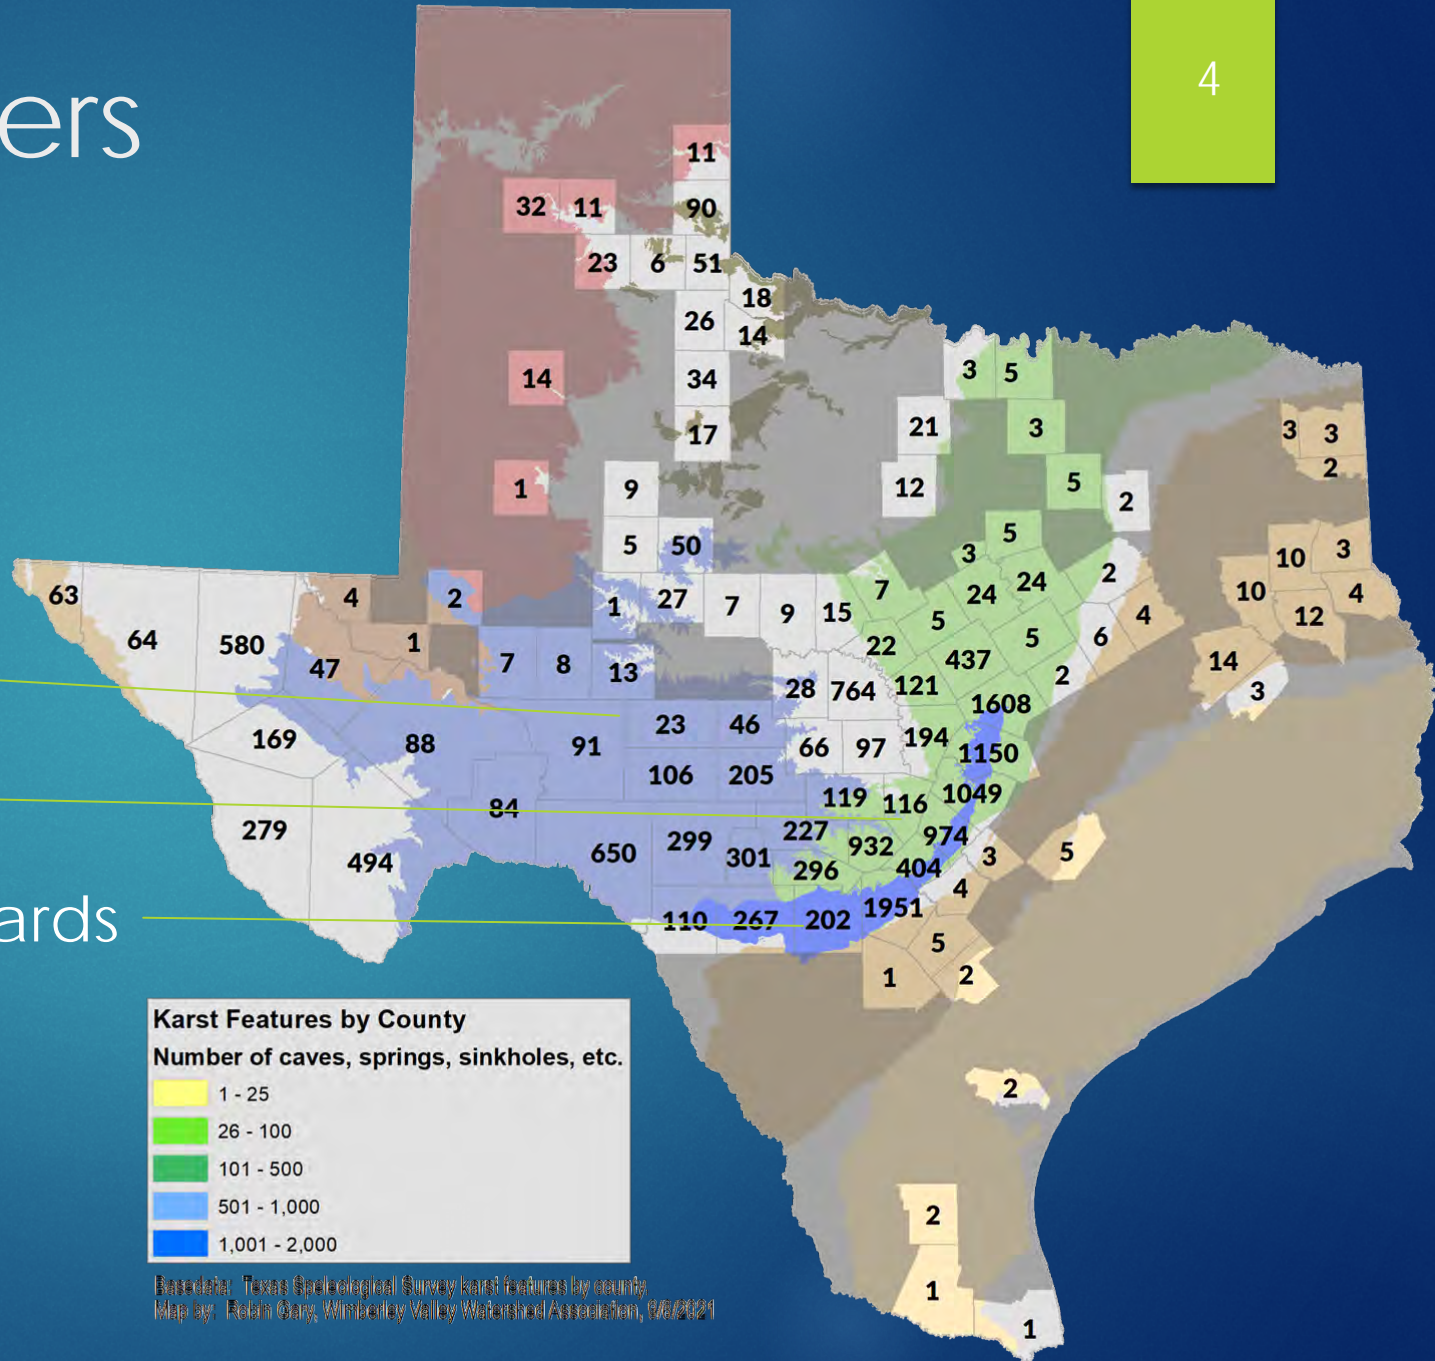 ers
4
11
32 11 90
23 6 51
18
26 14
14 34
3 5
21 3
17
3 3
2
1 9 12 5 2
5 50 5
3
10 3
63 4 2 1 27 7 9 15 7 24 24 2 10 4
64 580 1 5 4 12
47 7 8 13 22 437 5 6 14
28 764 121 2 3
1608
169 88 91 23 46 66 97 194 1150
106 205
279 84 119 116 1049
227 974
494 650 299 301 932 3 5
296 404
4
ards
110 267 202 1951
5
1 2
Karst Features by County
Number of caves, springs, sinkholes, etc.
1 - 25
26 - 100
101 - 500
501 - 1,000
1,001 - 2,000
2
2
1
1
Basedata: Texas Speleological Survey karst features by county.
Map by: Robin Gary, Wimberley Valley Watershed Association, 9/8/2021